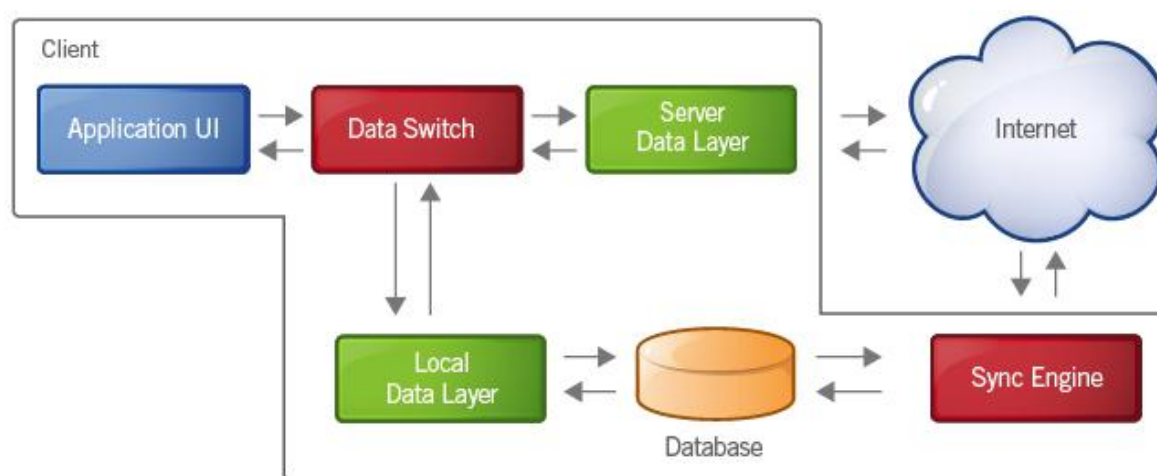 Client
Application UI
Data Switch
Server
Data Layer
Internet
Local
Data Layer
Database
Sync Engine